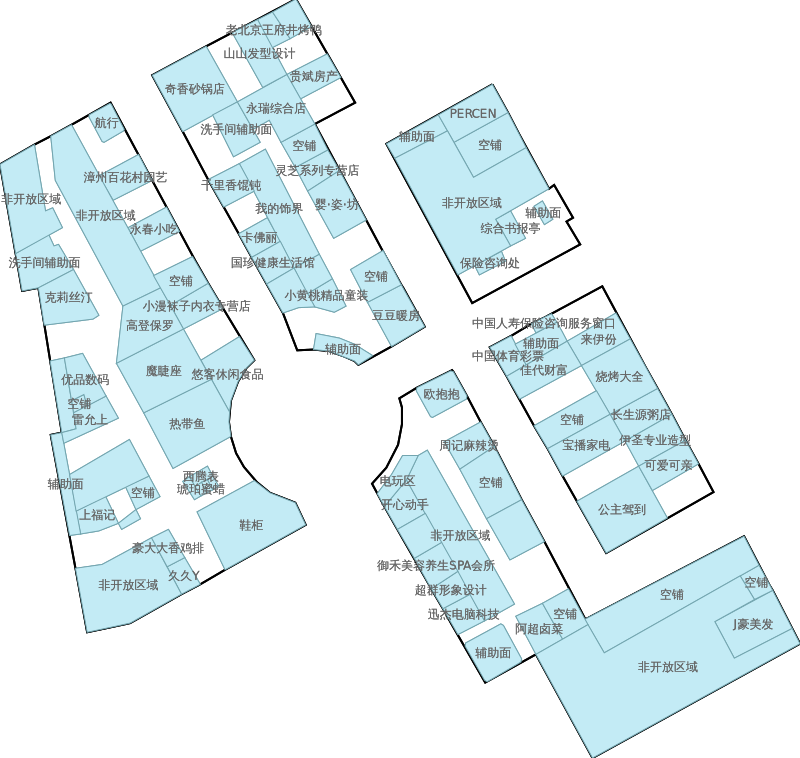 老北京王府井烤鸭
山山发型设计
贵斌房产
奇香砂锅店
永瑞综合店
洗手间辅助面
空铺
灵芝系列专营店
千里香馄饨
婴·姿·坊
我的饰界
卡佛丽
国珍健康生活馆
空铺
小黄桃精品童装
豆豆暖房
辅助面
航行
漳州百花村园艺
非开放区域
非开放区域
永春小吃
洗手间辅助面
空铺
克莉丝汀
小漫袜子内衣专营店
高登保罗
魔睫座
悠客休闲食品
优品数码
空铺
雷允上
热带鱼
辅助面
西腾表
琥珀蜜蜡
空铺
上福记
鞋柜
豪大大香鸡排
久久Y
非开放区域
PERCEN
辅助面
空铺
非开放区域
辅助面
综合书报亭
保险咨询处
中国人寿保险咨询服务窗口
来伊份
辅助面
中国体育彩票
佳代财富
烧烤大全
空铺
长生源粥店
宝播家电
伊圣专业造型
可爱可亲
公主驾到
欧抱抱
周记麻辣烫
电玩区
空铺
开心动手
非开放区域
御禾美容养生SPA会所
超群形象设计
迅杰电脑科技
空铺
阿超卤菜
辅助面
空铺
空铺
J豪美发
非开放区域